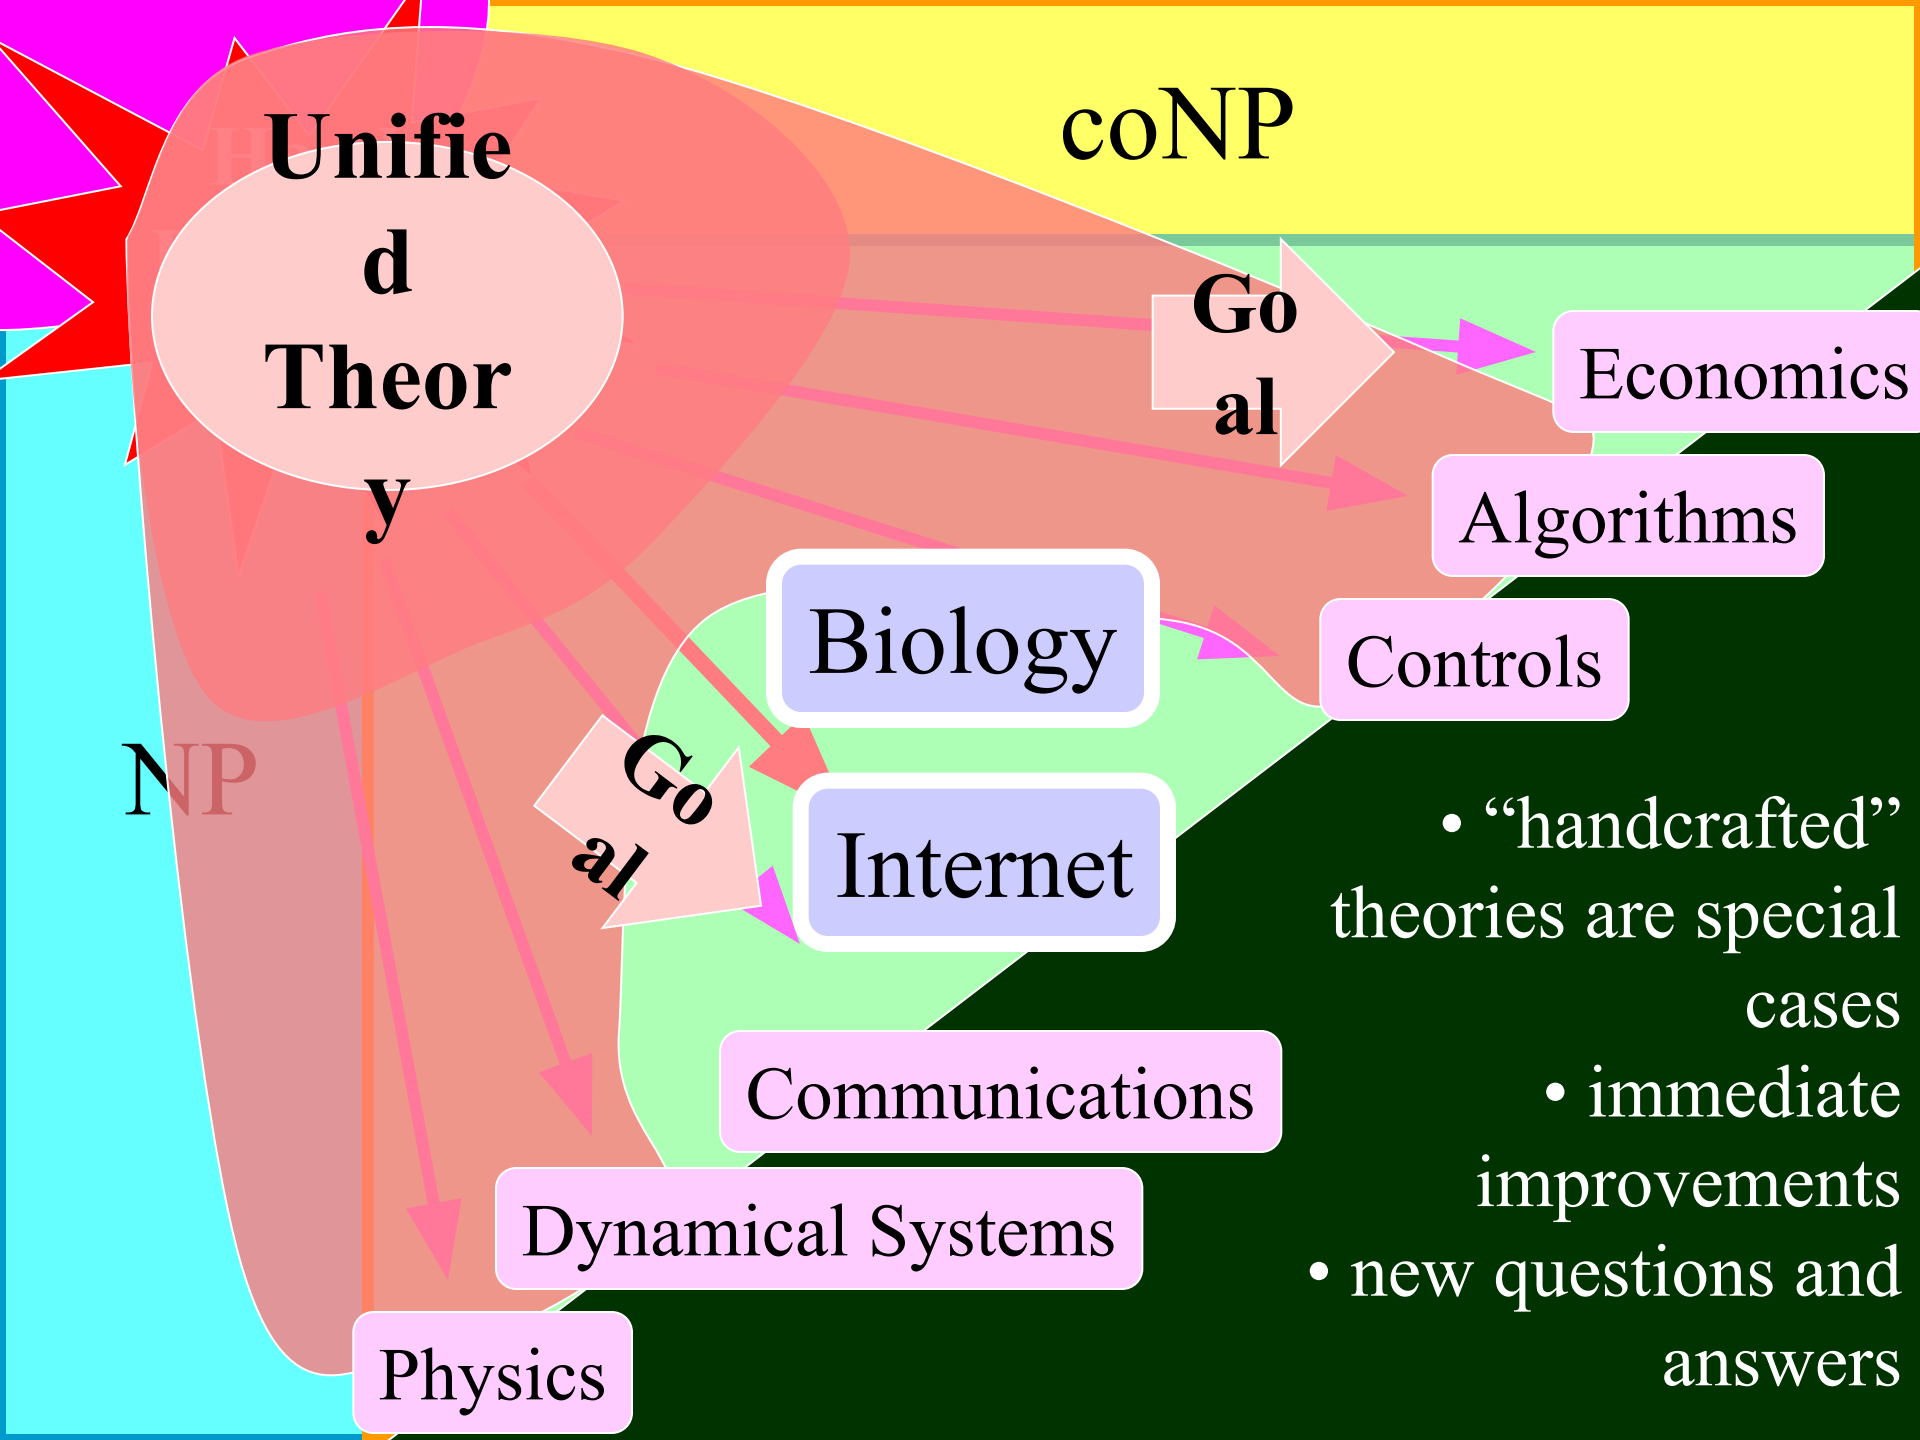 coNP
Unifie
d
Theor
y
Go
al
Economics
Algorithms
Biology
Controls
NP
Go
al
Internet
• “handcrafted”
theories are special
cases
• immediate
improvements
• new questions and
answers
Communications
Dynamical Systems
Physics